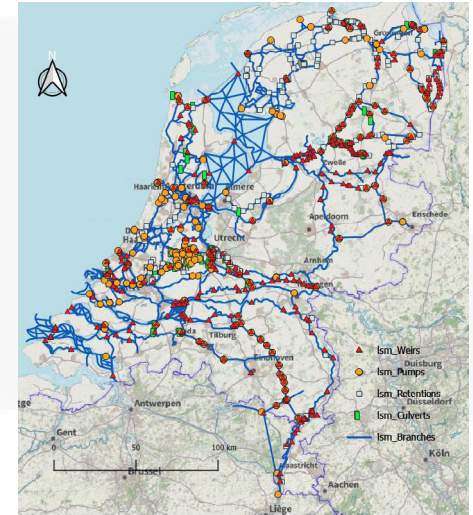 N
Groningen
Zwolle
Haarlem
Almere
Enschede
Apeldoorn
Utrecht
Arnhem
Tilburg
Eindhoven
lsm_Weirs
Duisburg
lsm_Pumps
lsm_Retentions
Düsseldorf
Antwerpen
lsm_Culverts
Gent
lsm_Branches
0 50 100 km
Köln
Brussel
Maastricht
Aachen
Liège